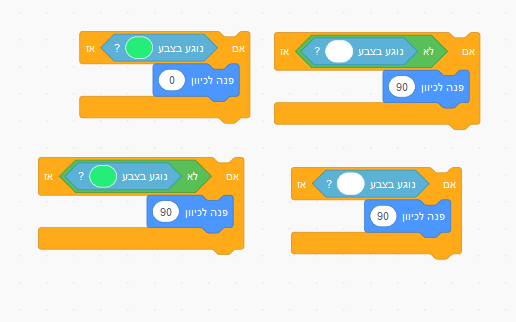 אם לא נוגע בצבע ? אז
פנה לכיוון 90
אם נוגע בצבע ? אז
פנה לכיוון 0
אם נוגע בצבע ? אז
פנה לכיוון 90
אם לא נוגע בצבע ? אז
פנה לכיוון 90